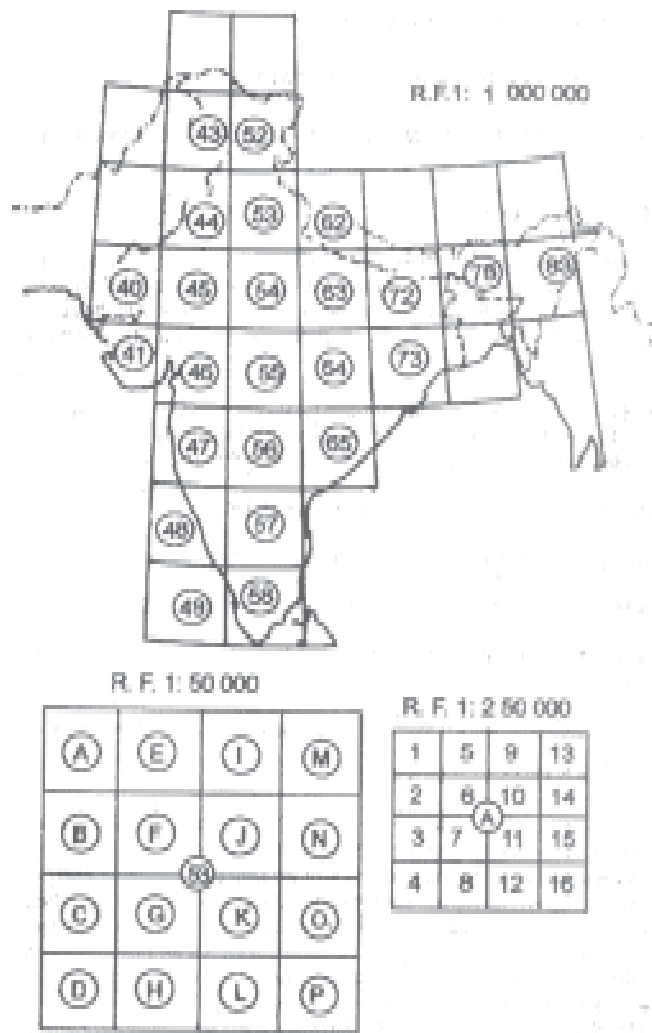 R.F.1: 1 000 000
43 52
44 53 62
40 45 54 63 72 78 83
41 46 55 64 73
47 56 65
48 57
49 58
R. F. 1: 50 000
A E I M
B F J N
53
C G K O
D H L P
R. F. 1: 2 50 000
1 5 9 13
2 6 10 14
A
3 7 11 15
4 8 12 16